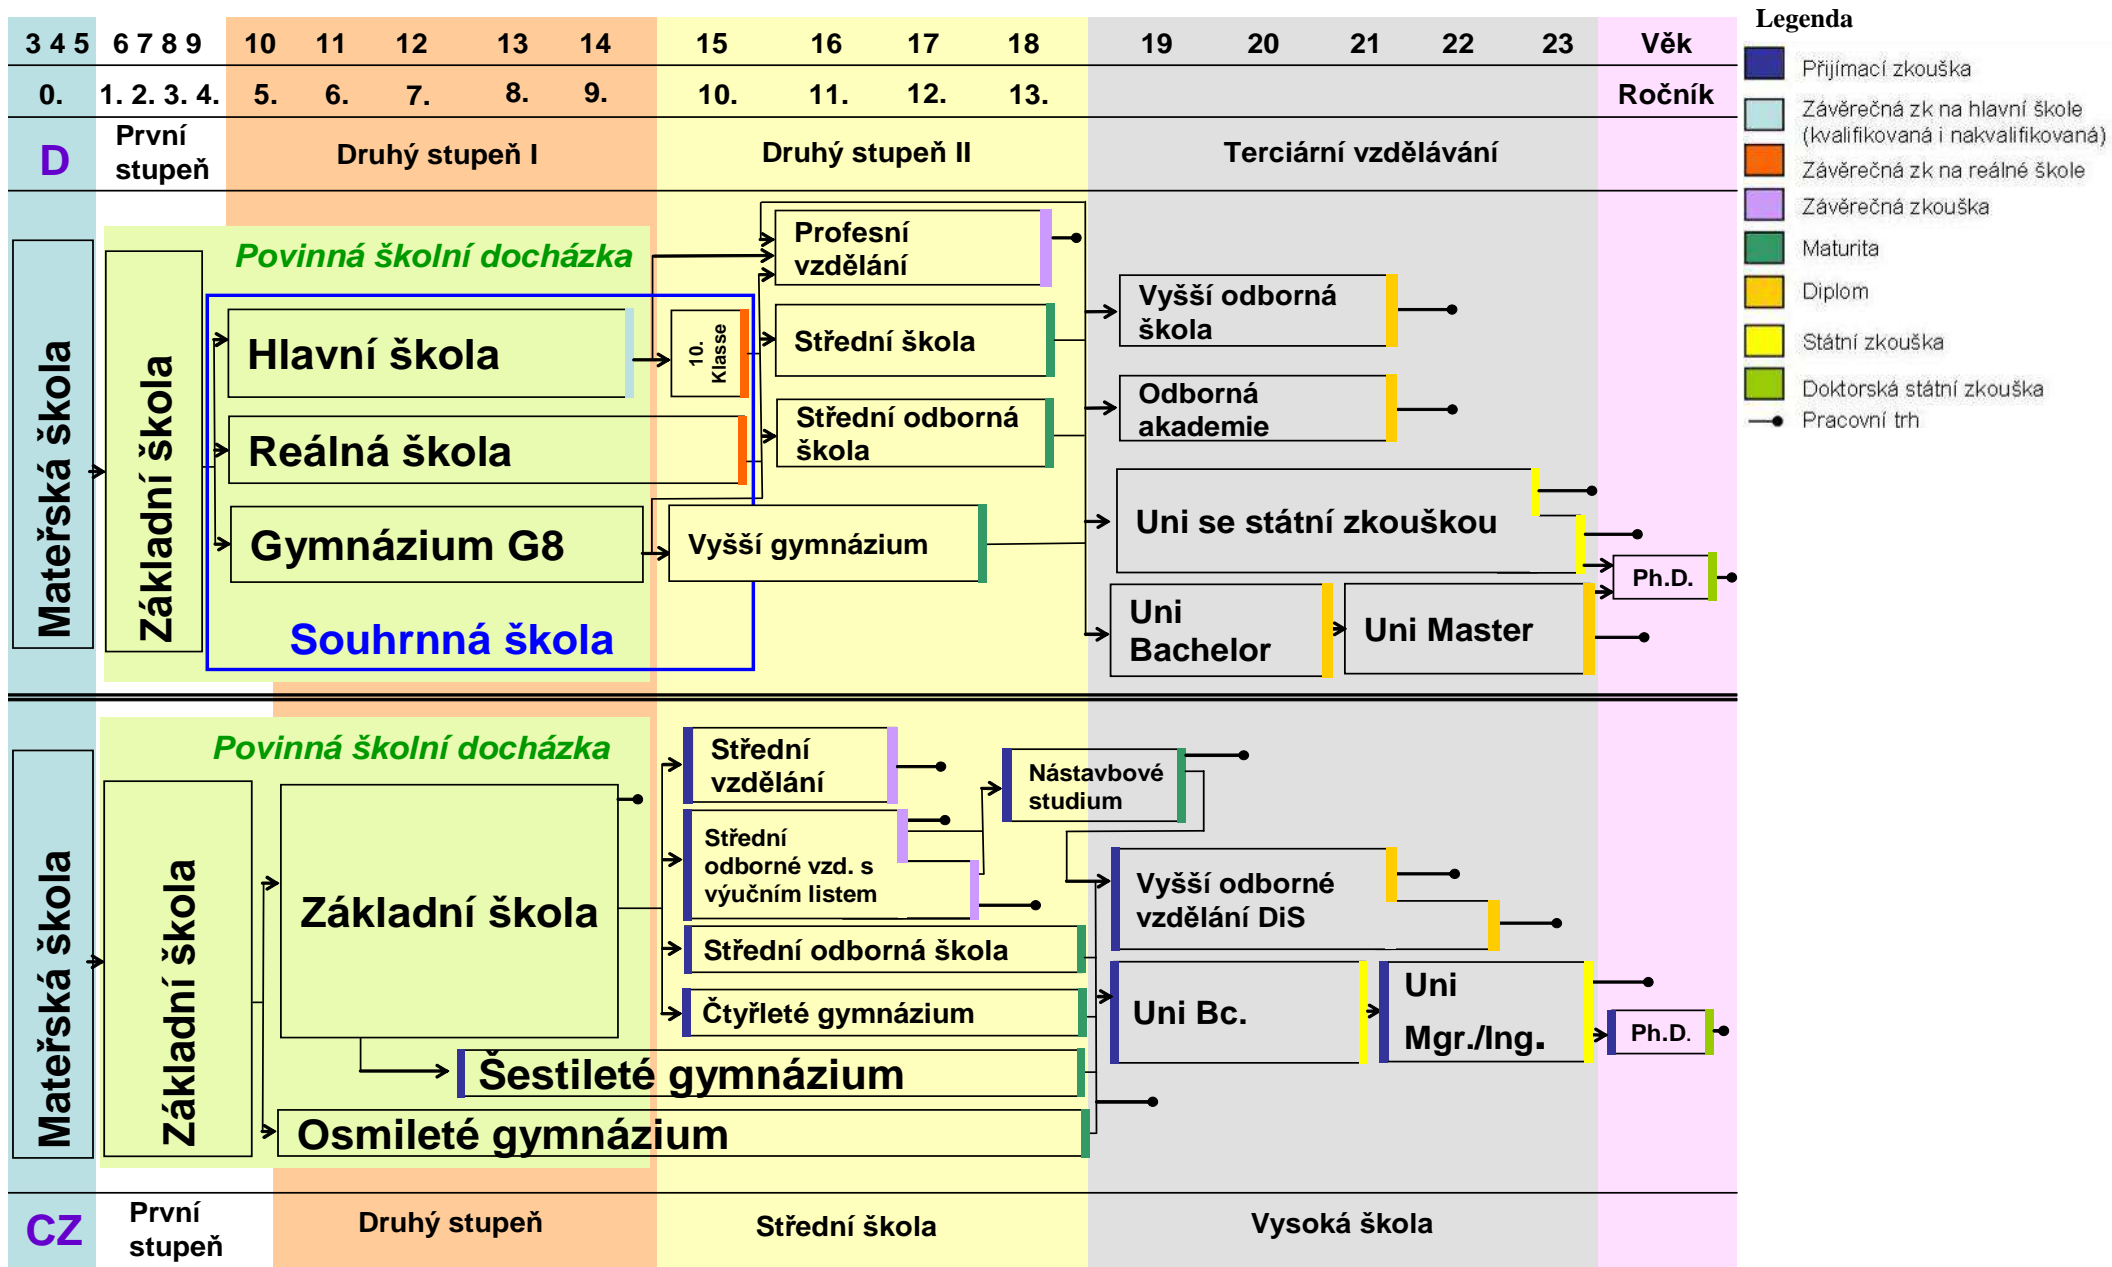 Legenda
3 4 5 6 7 8 9 10 11 12 13 14 15 16 17 18 19 20 21 22 23 Věk
0. 1. 2. 3. 4. 5. 6. 7. 8. 9. 10. 11. 12. 13. Ročník
D
První
stupeň
Druhý stupeň I
Druhý stupeň II
Terciární vzdělávání
Přijímací zkouška
Závěrečná zk na hlavní škole
(kvalifikovaná i nakvalifikovaná)
Závěrečná zk na reálné škole
Závěrečná zkouška
Maturita
Diplom
Státní zkouška
Doktorská státní zkouška
Pracovní trh
Mateřská škola
Základní škola
Povinná školní docházka
Hlavní škola
10.
Klasse
Reálná škola
Gymnázium G8
Souhrnná škola
Profesní
vzdělání
Střední škola
Střední odborná
škola
Vyšší gymnázium
Vyšší odborná
škola
Odborná
akademie
Uni se státní zkouškou
Uni
Bachelor
Uni Master
Ph.D.
Mateřská škola
Základní škola
Povinná školní docházka
Základní škola
Šestileté gymnázium
Osmileté gymnázium
Střední
vzdělání
Střední
odborné vzd. s
výučním listem
Střední odborná škola
Čtyřleté gymnázium
Nástavbové
studium
Vyšší odborné
vzdělání DiS
Uni Bc.
Uni
Mgr./Ing.
Ph.D.
CZ
První
stupeň
Druhý stupeň
Střední škola
Vysoká škola